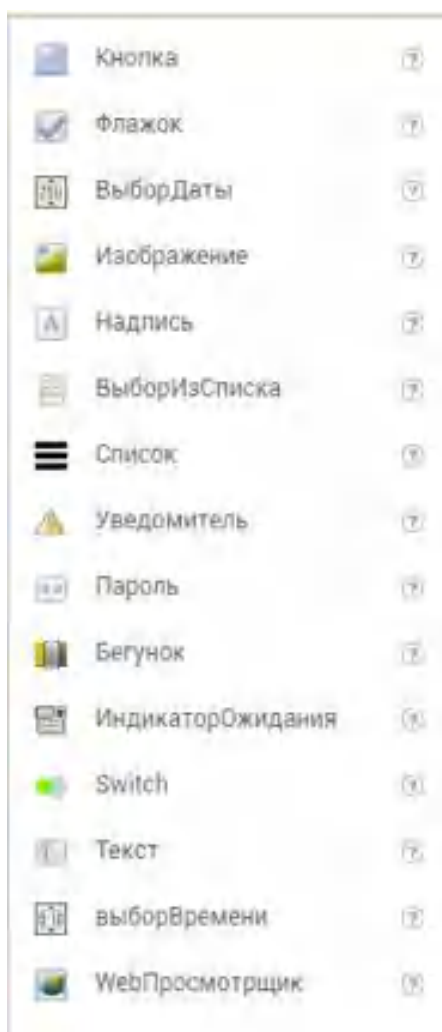 Кнопка
Флажок
ВыборДаты
Изображение
Надпись
ВыборИзСписка
Список
Уведомитель
Пароль
Бегунок
ИндикаторОжидания
Switch
Текст
выборВремени
WebПросмотрщик